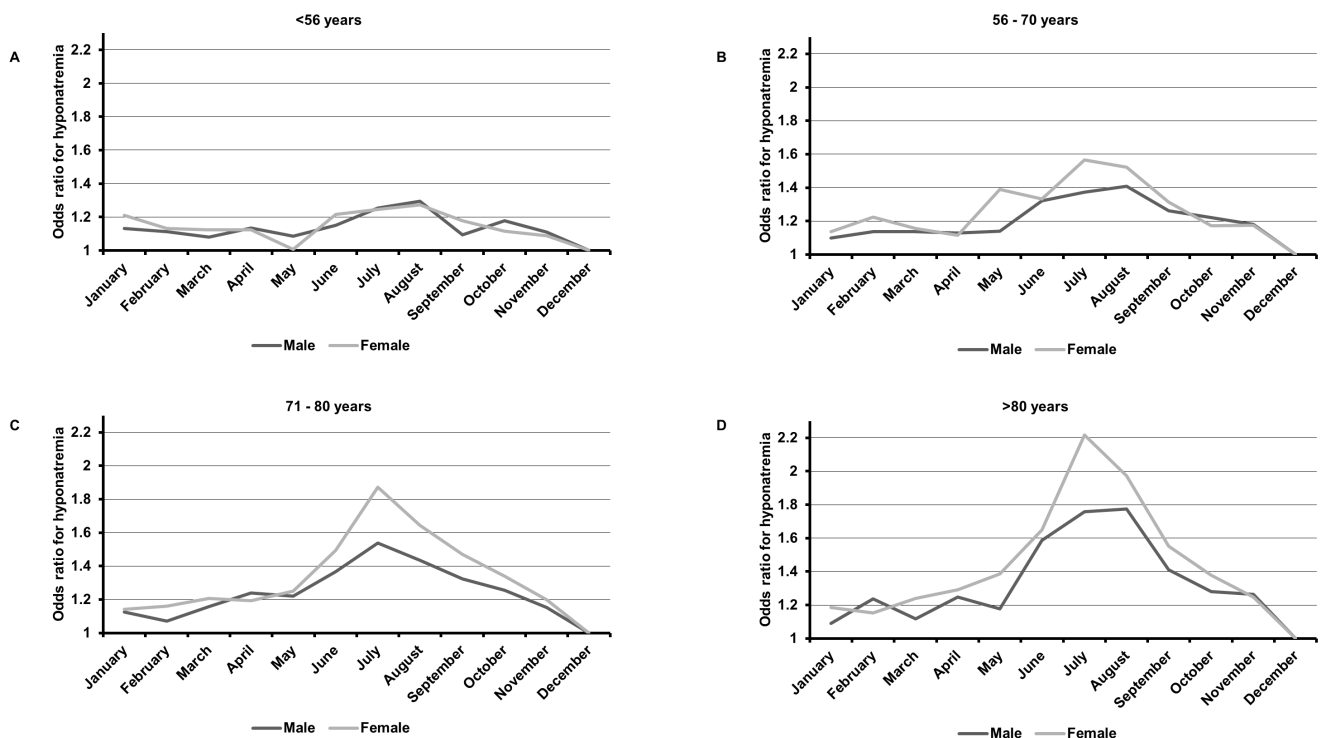 <56 years
A
Odds ratio for hyponatremia
2.2
2
1.8
1.6
1.4
1.2
1
January
February
March
April
May
June
July
August
September
October
November
December
Male Female
56 - 70 years
B
Odds ratio for hyponatremia
2.2
2
1.8
1.6
1.4
1.2
1
January
February
March
April
May
June
July
August
September
October
November
December
Male Female
71 - 80 years
C
Odds ratio for hyponatremia
2.2
2
1.8
1.6
1.4
1.2
1
January
February
March
April
May
June
July
August
September
October
November
December
Male Female
>80 years
D
Odds ratio for hyponatremia
2.2
2
1.8
1.6
1.4
1.2
1
January
February
March
April
May
June
July
August
September
October
November
December
Male Female